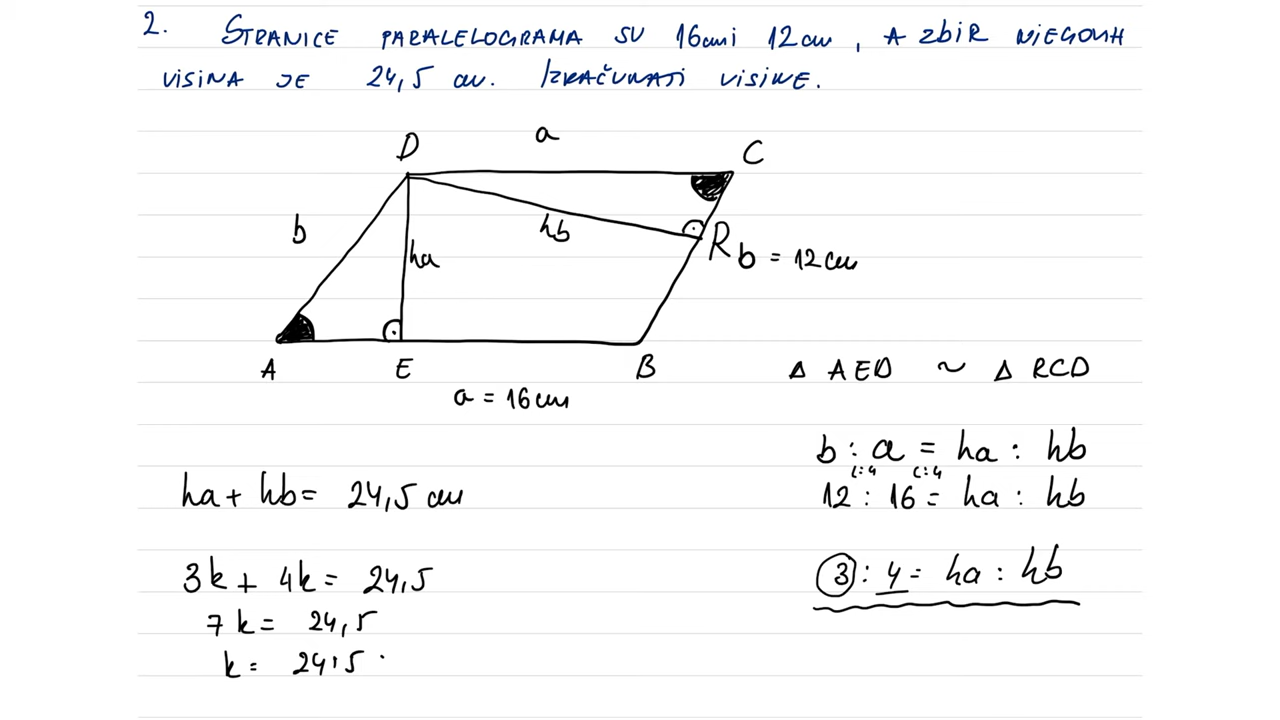 2. STRANICE PARALELOGRAMA SU 16cm i 12cm, A ZBIR NJEGOVIH
VISINA JE 24,5 cm. IZRAČUNATI VISINE.
a
D
C
b
ha
hb
R
b = 12cm
A
E
B
a = 16cm
Δ AED ~ Δ RCD
b : a = ha : hb
(:4 (:4
12 : 16 = ha : hb
3 : 4 = ha : hb
ha + hb = 24,5 cm
3k + 4k = 24,5
7k = 24,5
k = 24,5 .